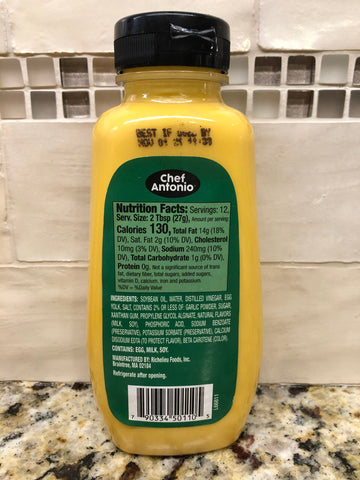 BEST IF USED BY
Chef
Antonio
Nutrition Facts: Servings: 12,
Serv. Size: 2 Tbsp (27g), Amount per serving:
Calories 130, Total Fat 14g (18%
DV), Sat. Fat 2g (10% DV), Cholesterol
10mg (3% DV), Sodium 240mg (10%
DV), Total Carbohydrate 1g (0% DV),
Protein 0g. Not a significant source of trans
fat, dietary fiber, total sugars, added sugars,
vitamin D, calcium, iron and potassium.
%DV = %Daily Value
INGREDIENTS: SOYBEAN OIL, WATER, DISTILLED VINEGAR, EGG
YOLK, SALT, CONTAINS 2% OR LESS OF GARLIC POWDER, SUGAR,
XANTHAN GUM, PROPYLENE GLYCOL ALGINATE, NATURAL FLAVORS
(MILK, SOY), PHOSPHORIC ACID, SODIUM BENZOATE
(PRESERVATIVE), POTASSIUM SORBATE (PRESERVATIVE), CALCIUM
DISODIUM EDTA (TO PROTECT FLAVOR), BETA CAROTENE (COLOR).
CONTAINS: EGG, MILK, SOY.
MANUFACTURED BY: Richelieu Foods, Inc.
Braintree, MA 02184
Refrigerate after opening.
7 90334 50110 5